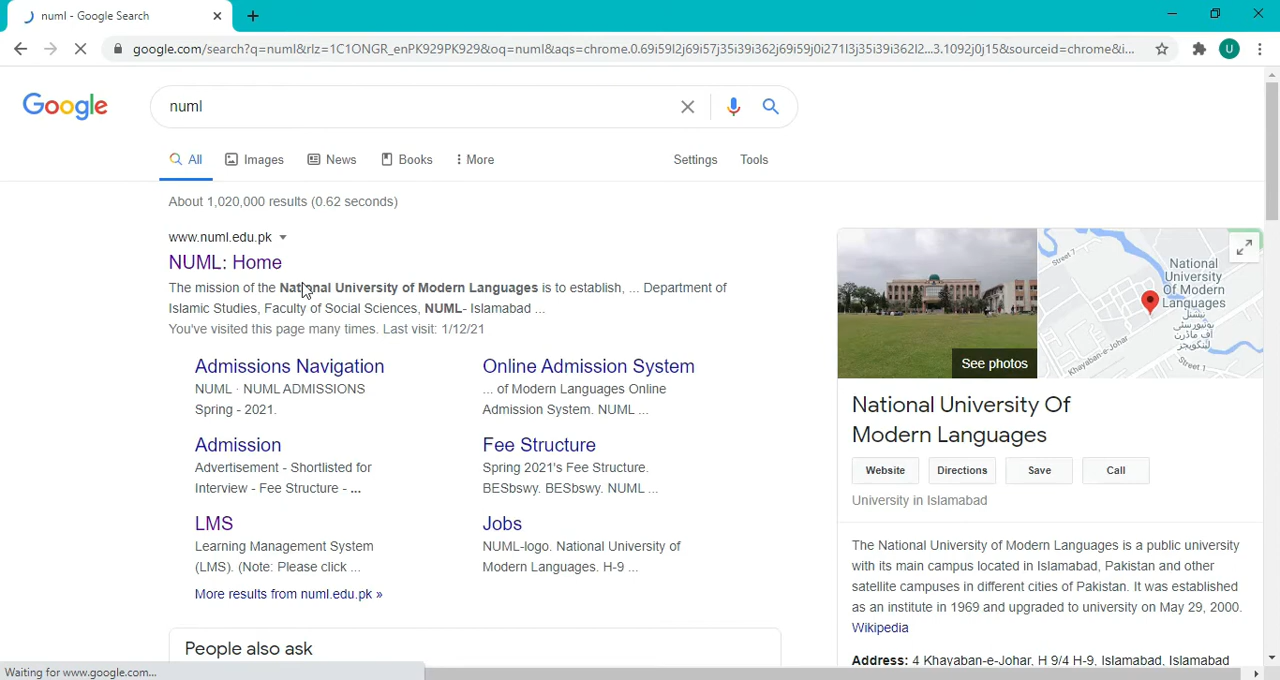 numl - Google Search
google.com/search?q=numl&rlz=1C1ONGR_enPK929PK929&oq=numl&aqs=chrome.0.69i59l2j69i57j35i39i362j69i59j0i271l3j35i39i362l2...3.1092j0j15&sourceid=chrome&i...
U
Google
numl
All Images News Books More Settings Tools
About 1,020,000 results (0.62 seconds)
www.numl.edu.pk
NUML: Home
The mission of the National University of Modern Languages is to establish, ... Department of
Islamic Studies, Faculty of Social Sciences, NUML- Islamabad ...
You've visited this page many times. Last visit: 1/12/21
Admissions Navigation
NUML · NUML ADMISSIONS
Spring - 2021.
Online Admission System
... of Modern Languages Online
Admission System. NUML ...
Admission
Advertisement - Shortlisted for
Interview - Fee Structure - ...
Fee Structure
Spring 2021's Fee Structure.
BESbswy. BESbswy. NUML ...
LMS
Learning Management System
(LMS). (Note: Please click ...
Jobs
NUML-logo. National University of
Modern Languages. H-9 ...
More results from numl.edu.pk »
People also ask
See photos
Street 7
National
University
Of Modern
Languages
نیشنل
یونیورسٹی
آف ماڈرن
لینگویجز
Khayaban-e-Johar
Street 1
National University Of
Modern Languages
Website Directions Save Call
University in Islamabad
The National University of Modern Languages is a public university
with its main campus located in Islamabad, Pakistan and other
satellite campuses in different cities of Pakistan. It was established
as an institute in 1969 and upgraded to university on May 29, 2000.
Wikipedia
Address: 4 Khayaban-e-Johar, H 9/4 H-9, Islamabad, Islamabad
Waiting for www.google.com...